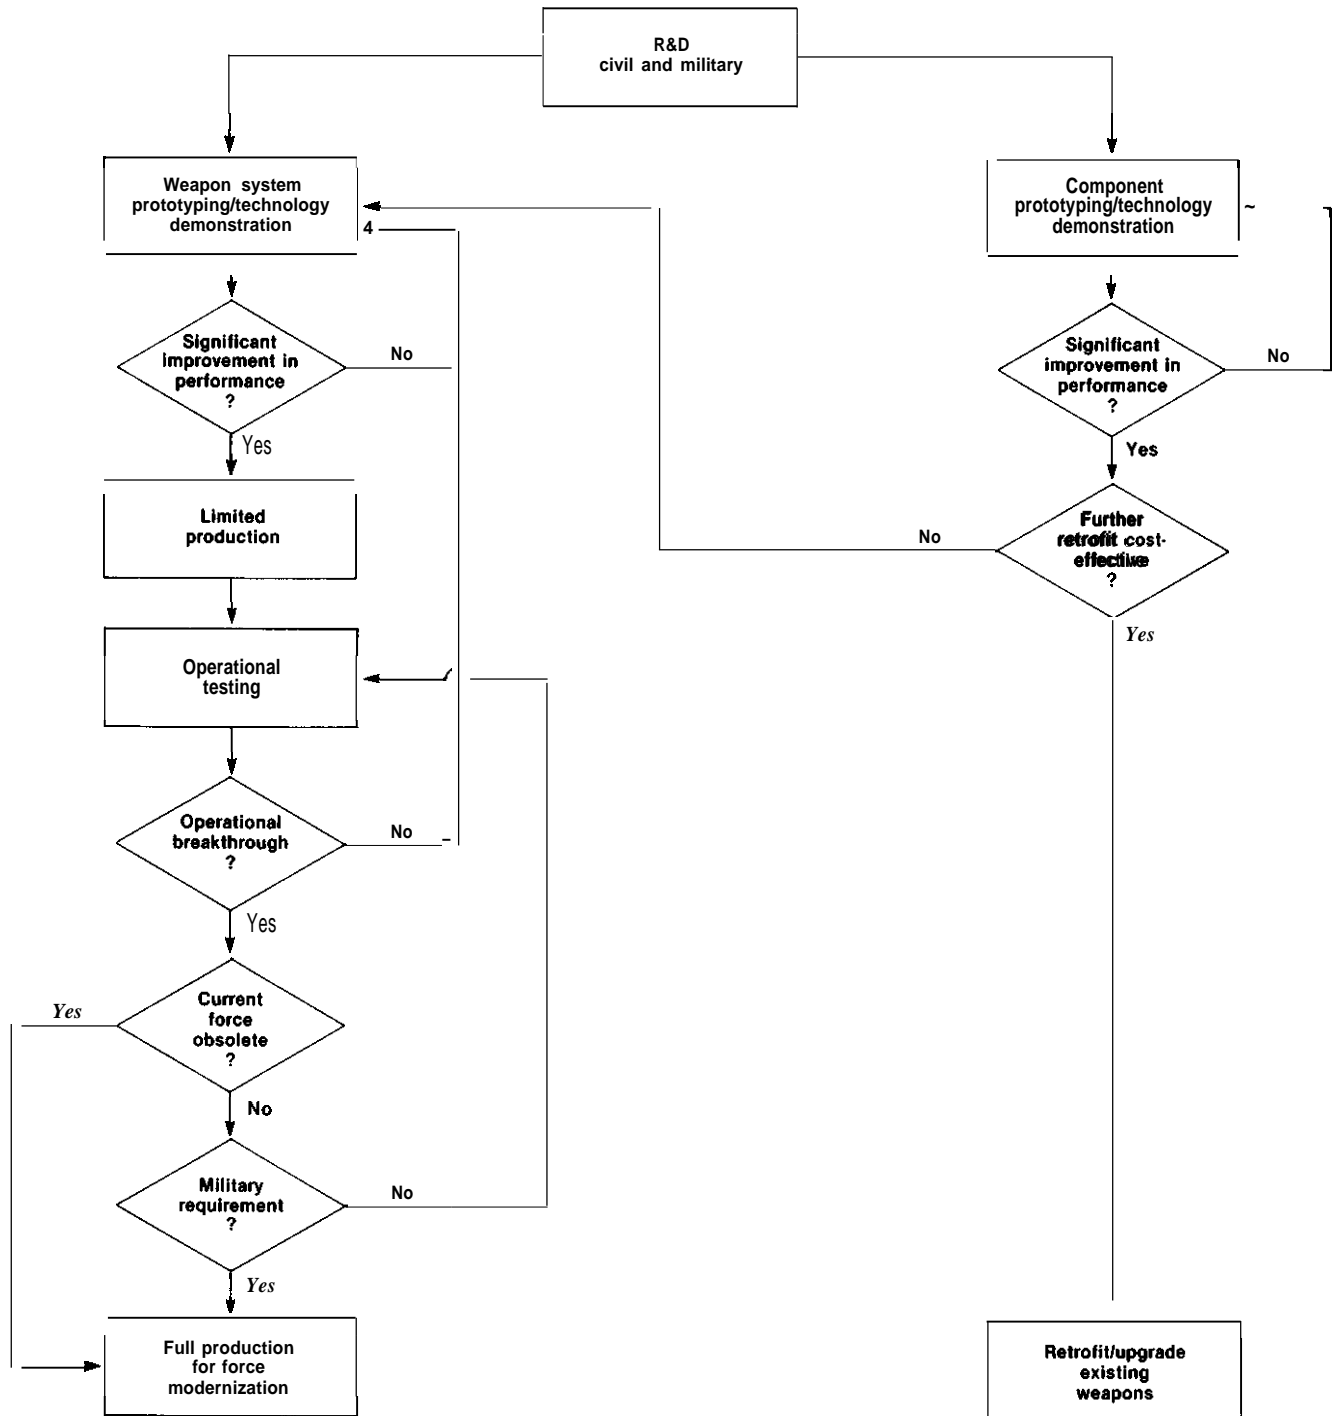 R&D
civil and military
Weapon system
prototyping/technology
demonstration
4
Component
prototyping/technology
demonstration
~
Significant
improvement in
performance
?
No
Significant
improvement in
performance
?
No
Yes
Yes
Limited
production
Further
retrofit cost-
effective
?
No
Yes
Operational
testing
Operational
breakthrough
?
No
Yes
Current
force
obsolete
?
Yes
No
Military
requirement
?
No
Yes
Full production
for force
modernization
Retrofit/upgrade
existing
weapons